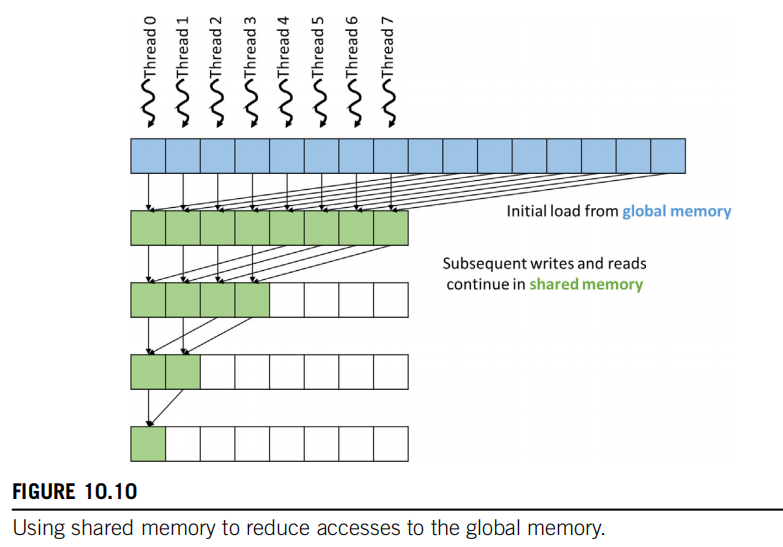 Thread 0
Thread 1
Thread 2
Thread 3
Thread 4
Thread 5
Thread 6
Thread 7
Initial load from global memory
Subsequent writes and reads
continue in shared memory
FIGURE 10.10
Using shared memory to reduce accesses to the global memory.